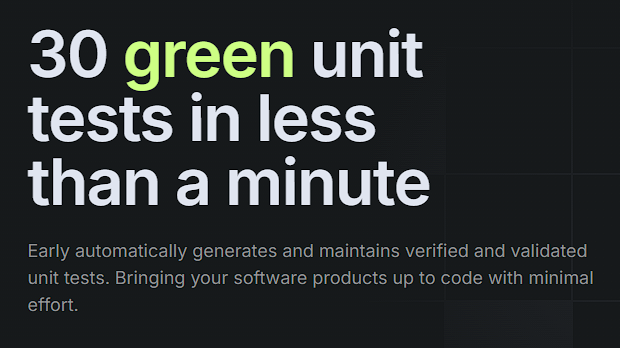 30 green unit
tests in less
than a minute
Early automatically generates and maintains verified and validated
unit tests. Bringing your software products up to code with minimal
effort.